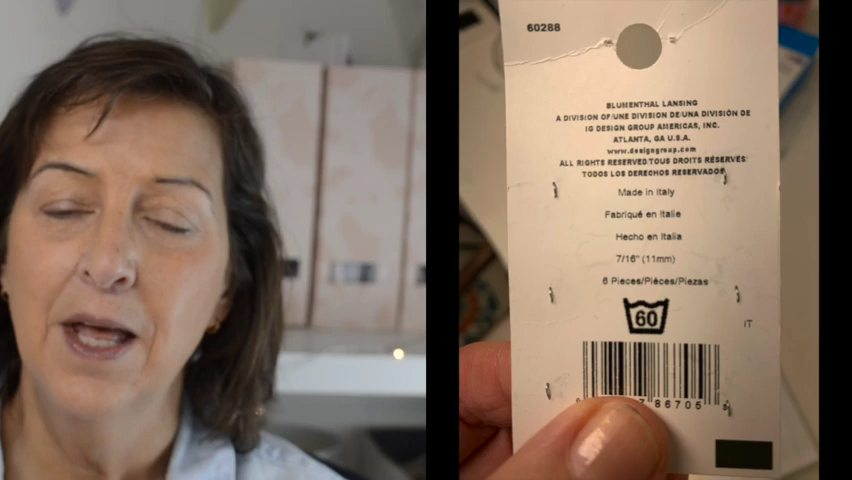 60288
BLUMENTHAL LANSING
A DIVISION OF/UNE DIVISION DE/UNA DIVISIÓN DE
IG DESIGN GROUP AMERICAS, INC.
ATLANTA, GA U.S.A.
www.designgroup.com
ALL RIGHTS RESERVED/TOUS DROITS RÉSERVÉS
TODOS LOS DERECHOS RESERVADOS
Made in Italy
Fabriqué en Italie
Hecho en Italia
7/16" (11mm)
6 Pieces/Pièces/Piezas
60
IT
86705